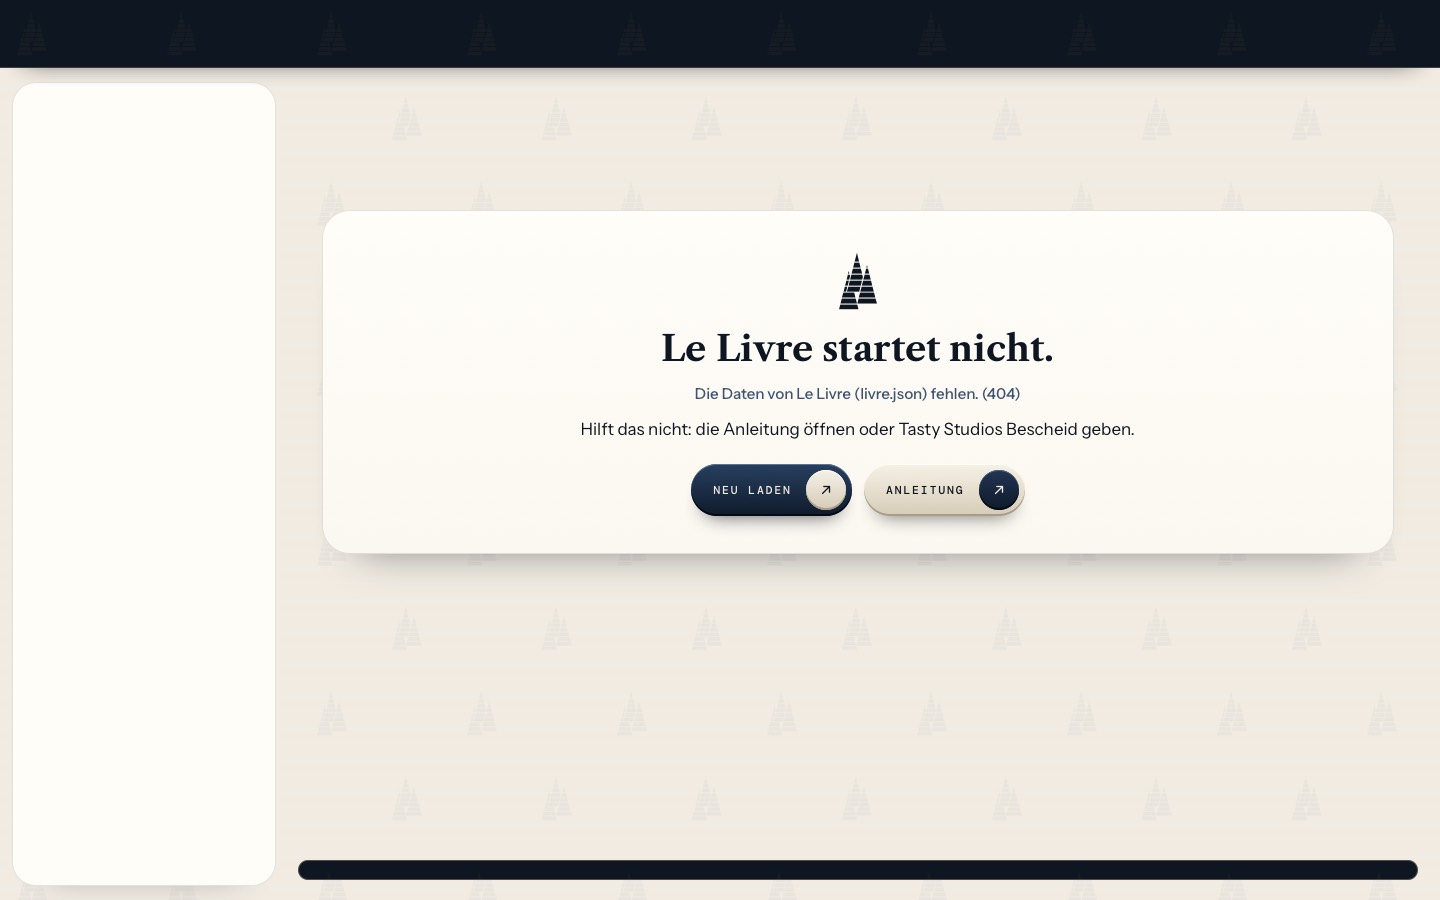 Le Livre startet nicht.
Die Daten von Le Livre (livre.json) fehlen. (404)
Hilft das nicht: die Anleitung öffnen oder Tasty Studios Bescheid geben.
NEU LADEN
ANLEITUNG